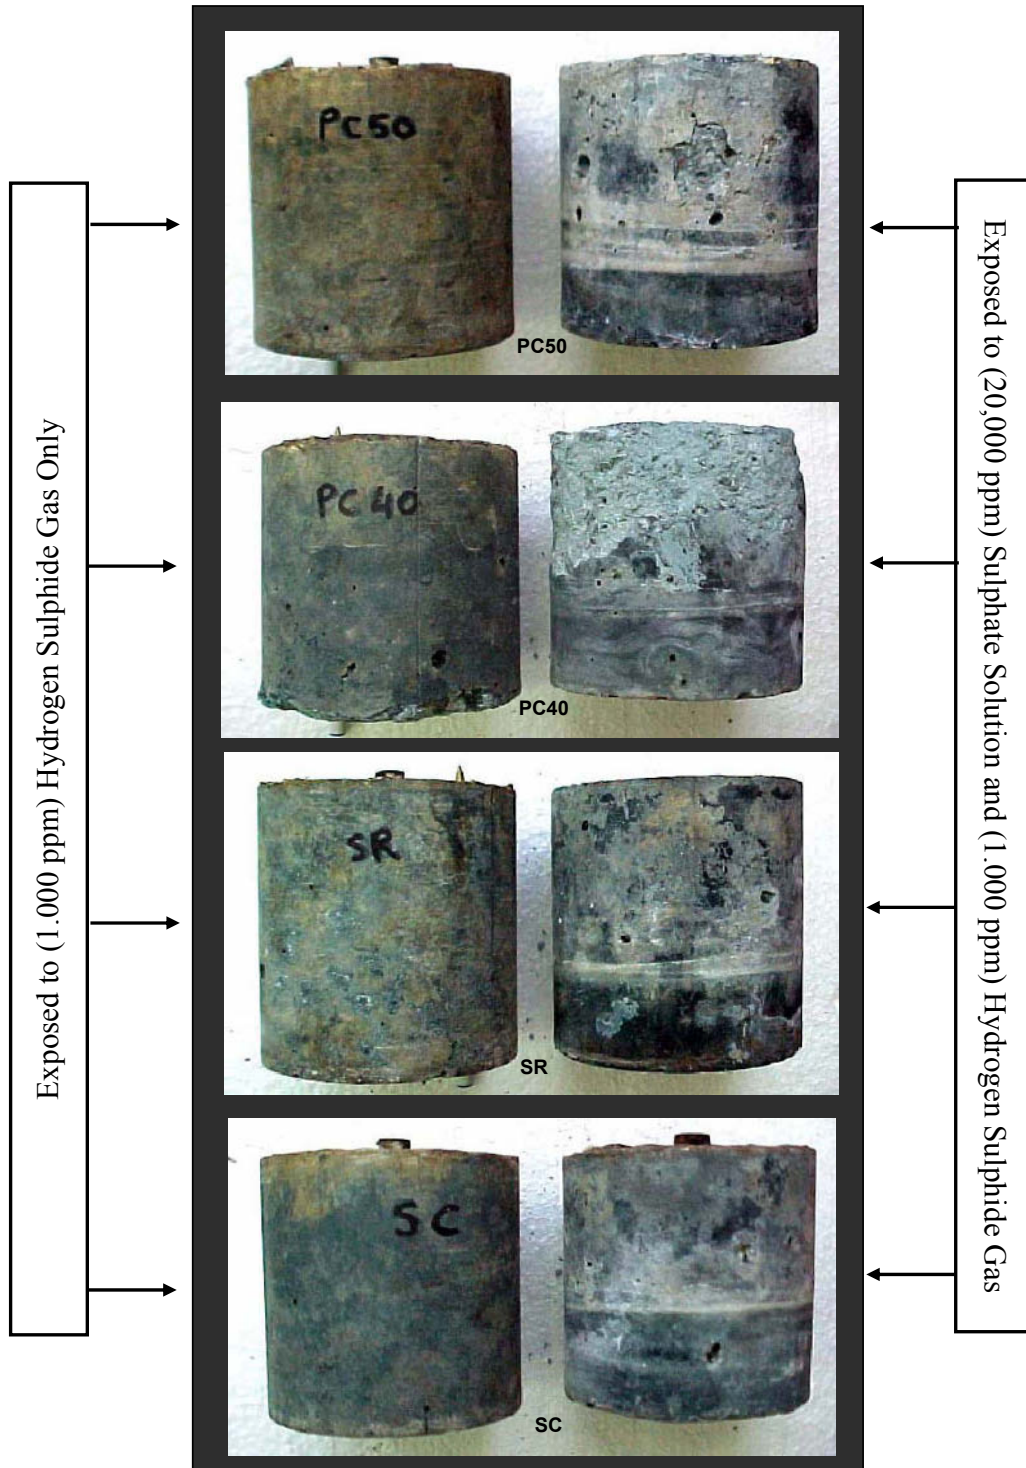 Exposed to (1.000 ppm) Hydrogen Sulphide Gas Only
PC50
PC50
PC 40
PC40
SR
SR
SC
SC
Exposed to (20,000 ppm) Sulphate Solution and (1.000 ppm) Hydrogen Sulphide Gas